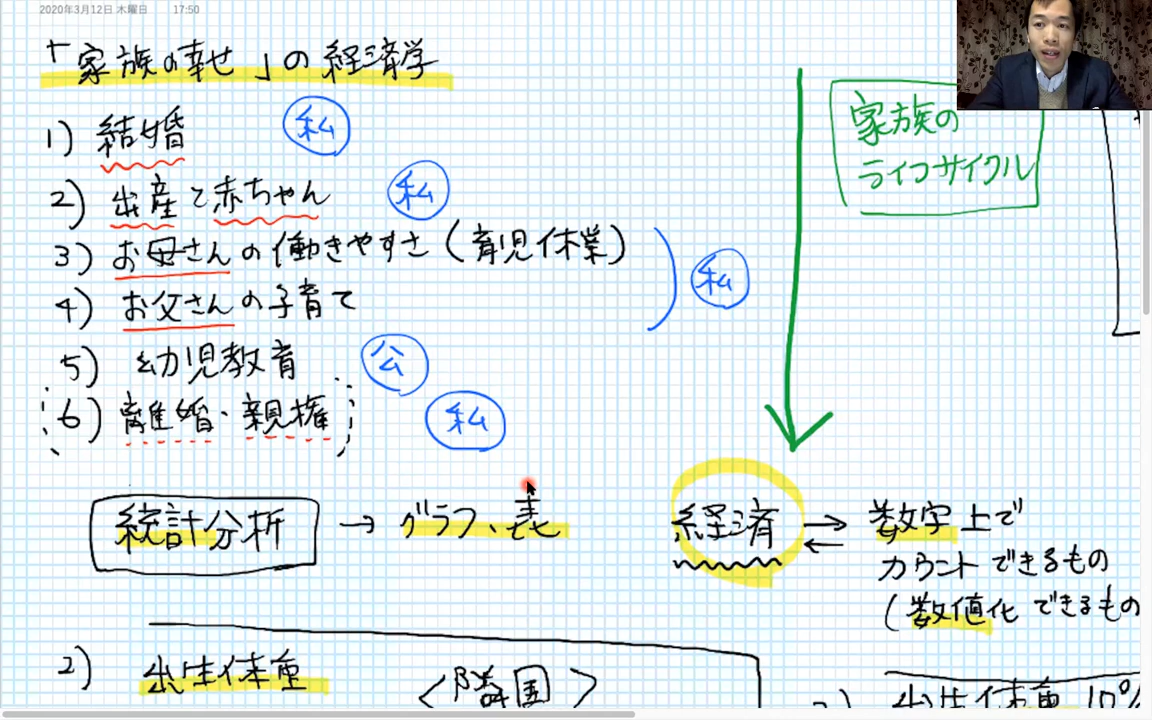 2020年3月12日 木曜日 17:50
「家族の幸せ」の経済学
1) 結婚 私
2) 出産と赤ちゃん 私
3) お母さんの働きやすさ(育児休業)
4) お父さんの子育て 私
5) 幼児教育 公
6) 離婚・親権 私
家族の
ライフサイクル
統計分析 → グラフ、表
経済 ⇄ 数字上で
カウントできるもの
(数値化できるもの
2) 出生体重 <隣国>
出生体重 10%